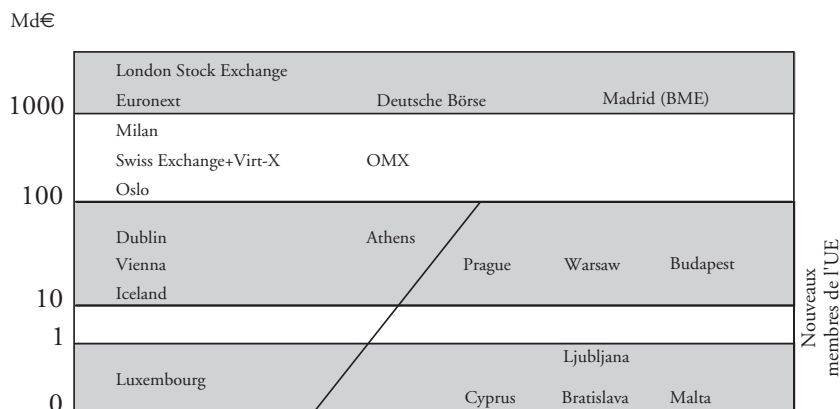 Md€
London Stock Exchange
Euronext Deutsche Börse Madrid (BME)
1000
Milan
Swiss Exchange+Virt-X OMX
Oslo
100
Dublin Athens
Vienna Prague Warsaw Budapest
Iceland
10
1
Ljubljana
Luxembourg
Cyprus Bratislava Malta
0
Nouveaux
membres de l'UE